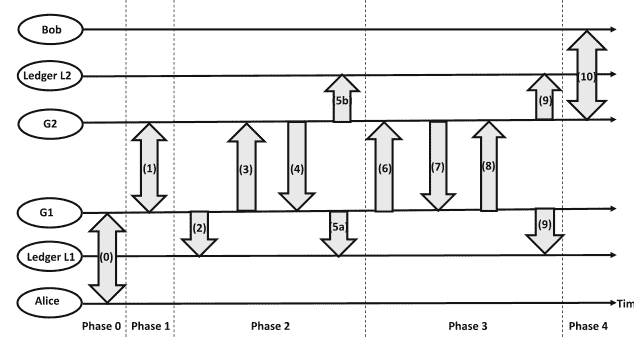 Bob
Ledger L2
(10)
(5b)
(9)
G2
(1)
(3)
(4)
(6)
(7)
(8)
G1
(2)
(5a)
(9)
Ledger L1
(0)
Alice
Tim
Phase 0 Phase 1 Phase 2 Phase 3 Phase 4